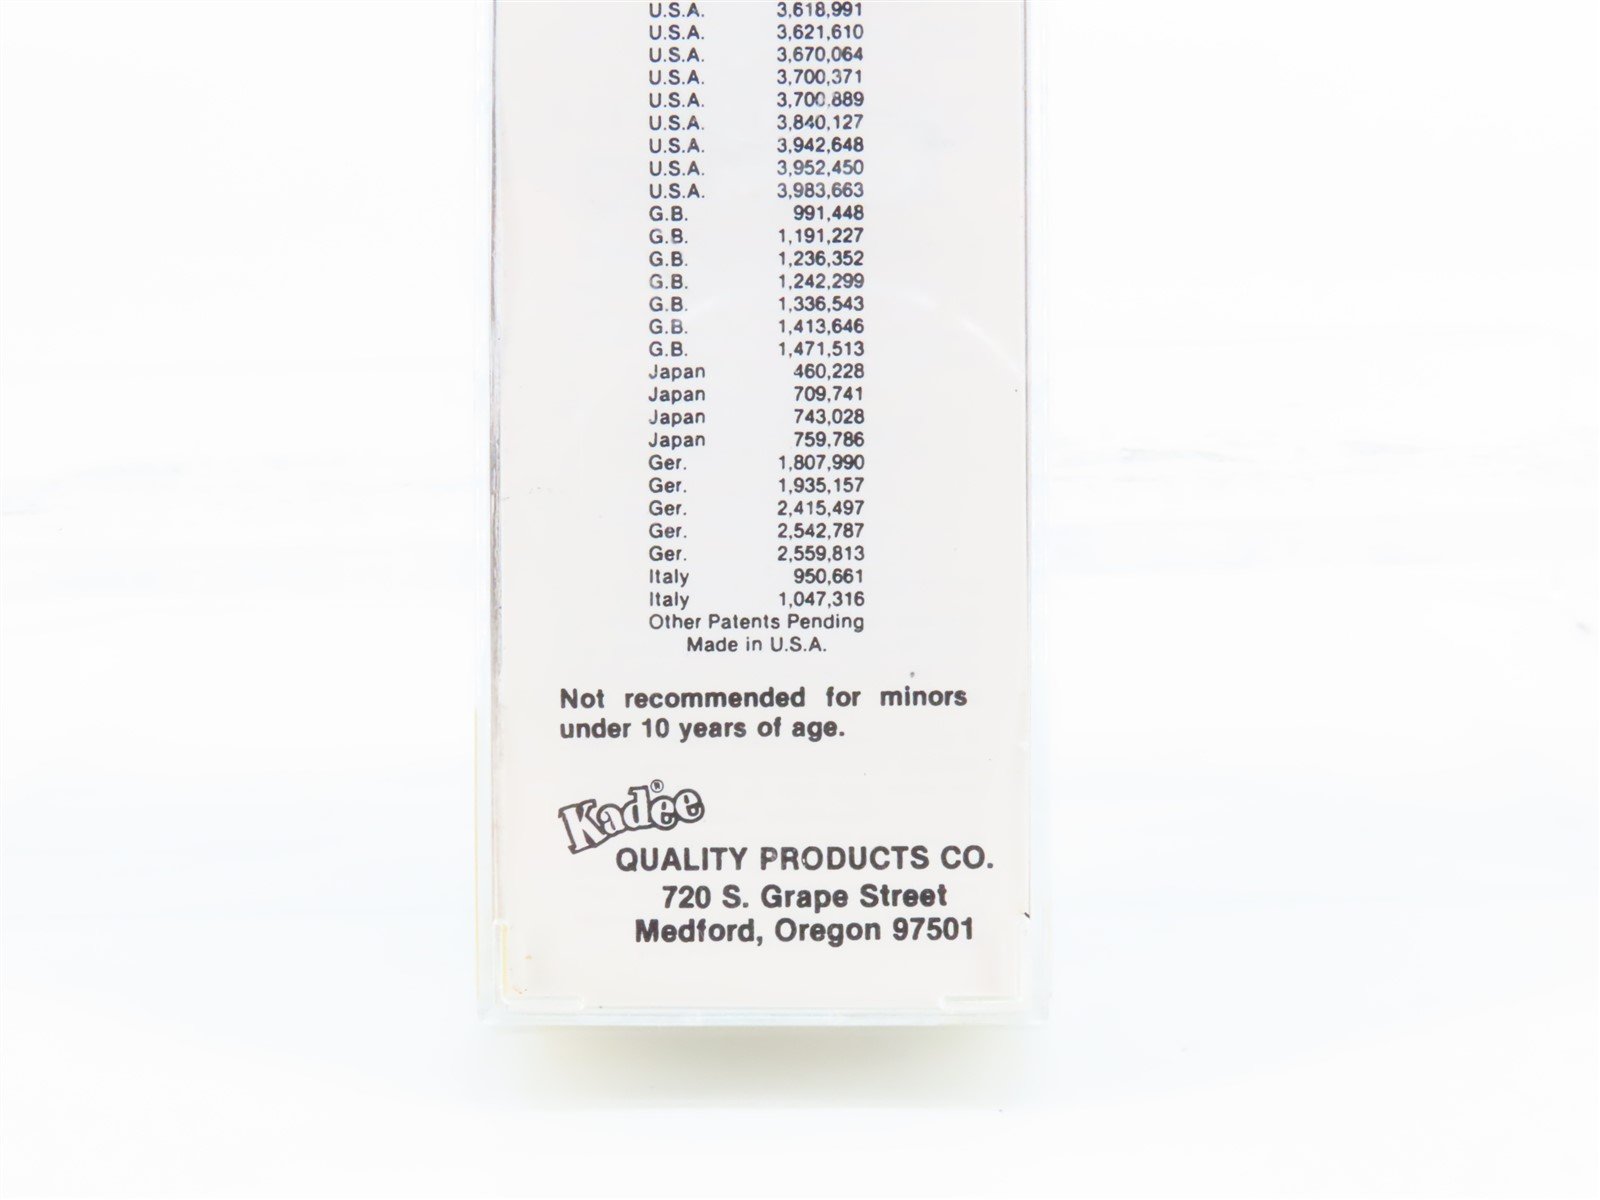 U.S.A. 3,618,991
U.S.A. 3,621,610
U.S.A. 3,670,064
U.S.A. 3,700,371
U.S.A. 3,700,889
U.S.A. 3,840,127
U.S.A. 3,942,648
U.S.A. 3,952,450
U.S.A. 3,983,663
G.B. 991,448
G.B. 1,191,227
G.B. 1,236,352
G.B. 1,242,299
G.B. 1,336,543
G.B. 1,413,646
G.B. 1,471,513
Japan 460,228
Japan 709,741
Japan 743,028
Japan 759,786
Ger. 1,807,990
Ger. 1,935,157
Ger. 2,415,497
Ger. 2,542,787
Ger. 2,559,813
Italy 950,661
Italy 1,047,316
Other Patents Pending
Made in U.S.A.
Not recommended for minors
under 10 years of age.
Kadee®
QUALITY PRODUCTS CO.
720 S. Grape Street
Medford, Oregon 97501